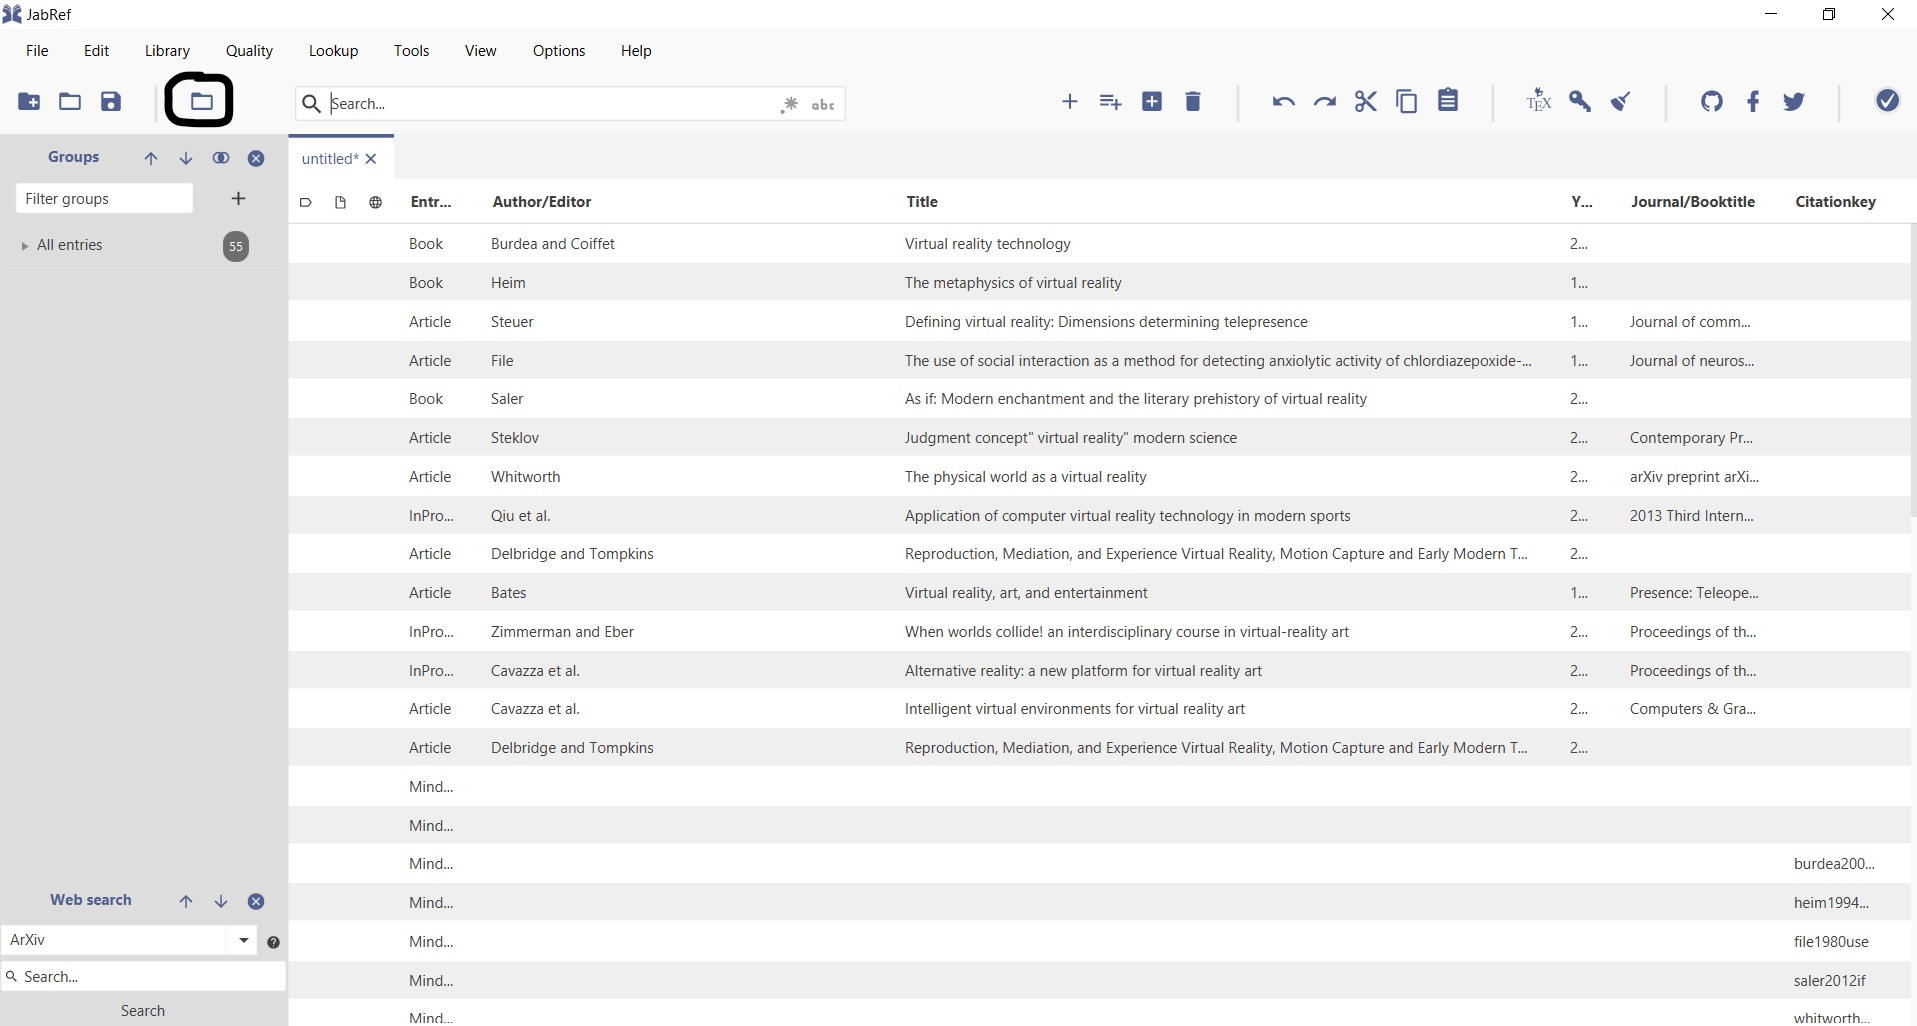 JabRef
File Edit Library Quality Lookup Tools View Options Help
Search... .* abc TEX
Groups
Filter groups
All entries 55
untitled*
Entr... Author/Editor Title Y... Journal/Booktitle Citationkey
Book Burdea and Coiffet Virtual reality technology 2...
Book Heim The metaphysics of virtual reality 1...
Article Steuer Defining virtual reality: Dimensions determining telepresence 1... Journal of comm...
Article File The use of social interaction as a method for detecting anxiolytic activity of chlordiazepoxide-... 1... Journal of neuros...
Book Saler As if: Modern enchantment and the literary prehistory of virtual reality 2...
Article Steklov Judgment concept" virtual reality" modern science 2... Contemporary Pr...
Article Whitworth The physical world as a virtual reality 2... arXiv preprint arXi...
InPro... Qiu et al. Application of computer virtual reality technology in modern sports 2... 2013 Third Intern...
Article Delbridge and Tompkins Reproduction, Mediation, and Experience Virtual Reality, Motion Capture and Early Modern T... 2...
Article Bates Virtual reality, art, and entertainment 1... Presence: Teleope...
InPro... Zimmerman and Eber When worlds collide! an interdisciplinary course in virtual-reality art 2... Proceedings of th...
InPro... Cavazza et al. Alternative reality: a new platform for virtual reality art 2... Proceedings of th...
Article Cavazza et al. Intelligent virtual environments for virtual reality art 2... Computers & Gra...
Article Delbridge and Tompkins Reproduction, Mediation, and Experience Virtual Reality, Motion Capture and Early Modern T... 2...
Mind...
Mind...
Mind... burdea200...
Mind... heim1994...
Mind... file1980use
Mind... saler2012if
Mind... whitworth...
Web search
ArXiv
Search...
Search